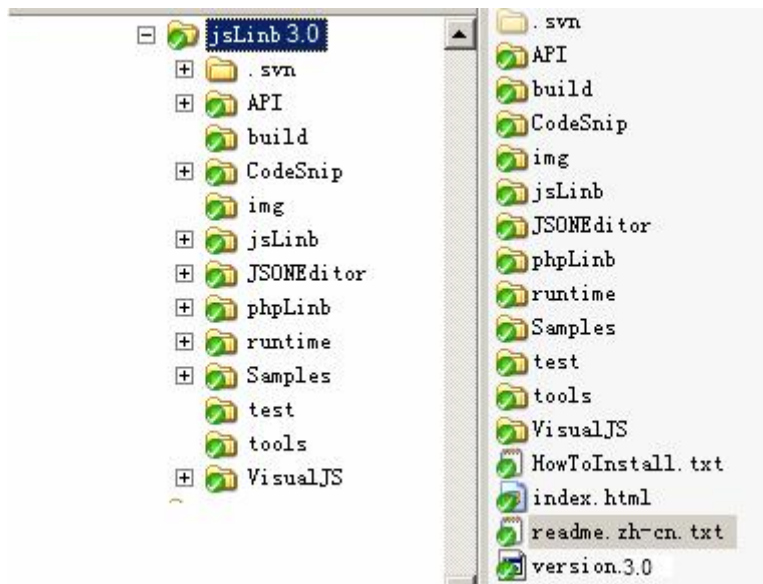 jsLinb 3.0
.svn
API
build
CodeSnip
img
jsLinb
JSONEditor
phpLinb
runtime
Samples
test
tools
VisualJS
.svn
API
build
CodeSnip
img
jsLinb
JSONEditor
phpLinb
runtime
Samples
test
tools
VisualJS
HowToInstall.txt
index.html
readme.zh-cn.txt
version.3.0